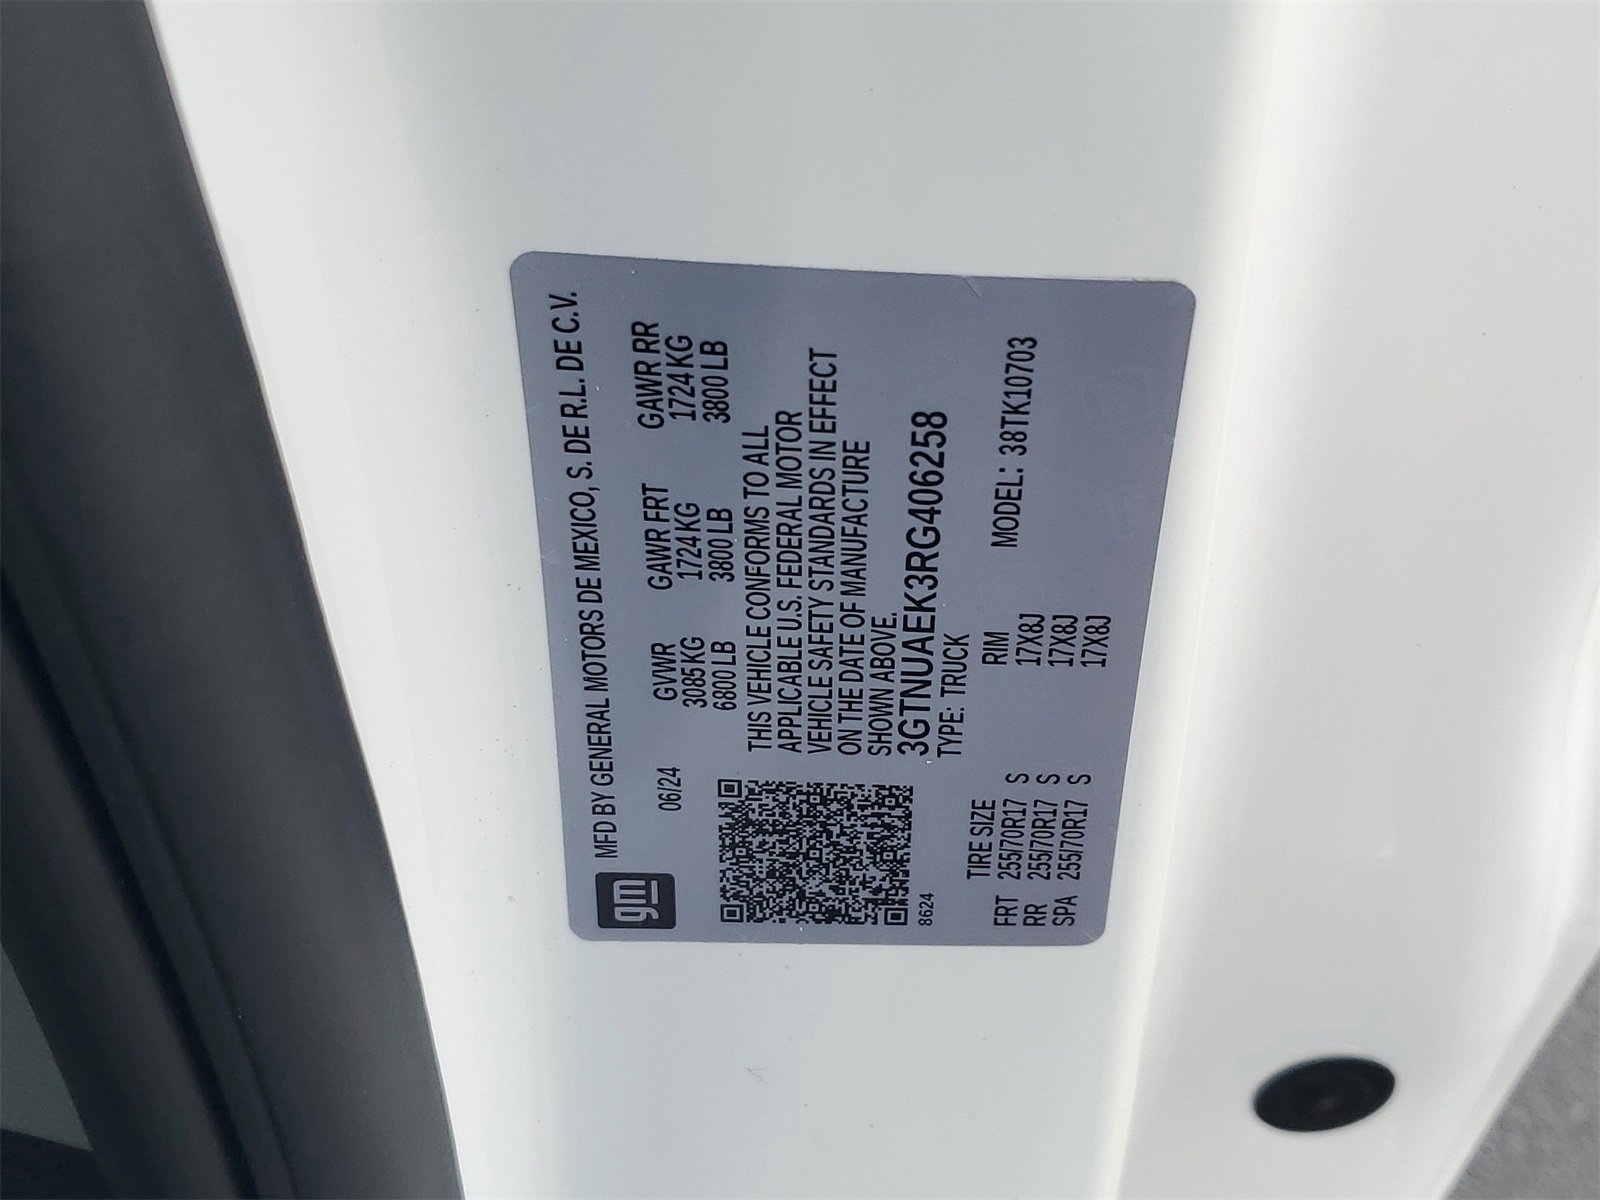 gm
MFD BY GENERAL MOTORS DE MEXICO, S. DE R.L. DE C.V.
06/24
GVWR GAWR FRT GAWR RR
3085 KG 1724 KG 1724 KG
6800 LB 3800 LB 3800 LB
THIS VEHICLE CONFORMS TO ALL
APPLICABLE U.S. FEDERAL MOTOR
VEHICLE SAFETY STANDARDS IN EFFECT
ON THE DATE OF MANUFACTURE
SHOWN ABOVE.
3GTNUAEK3RG406258
8624
TYPE: TRUCK
TIRE SIZE RIM MODEL: 38TK10703
FRT 255/70R17 S 17X8J
RR 255/70R17 S 17X8J
SPA 255/70R17 S 17X8J